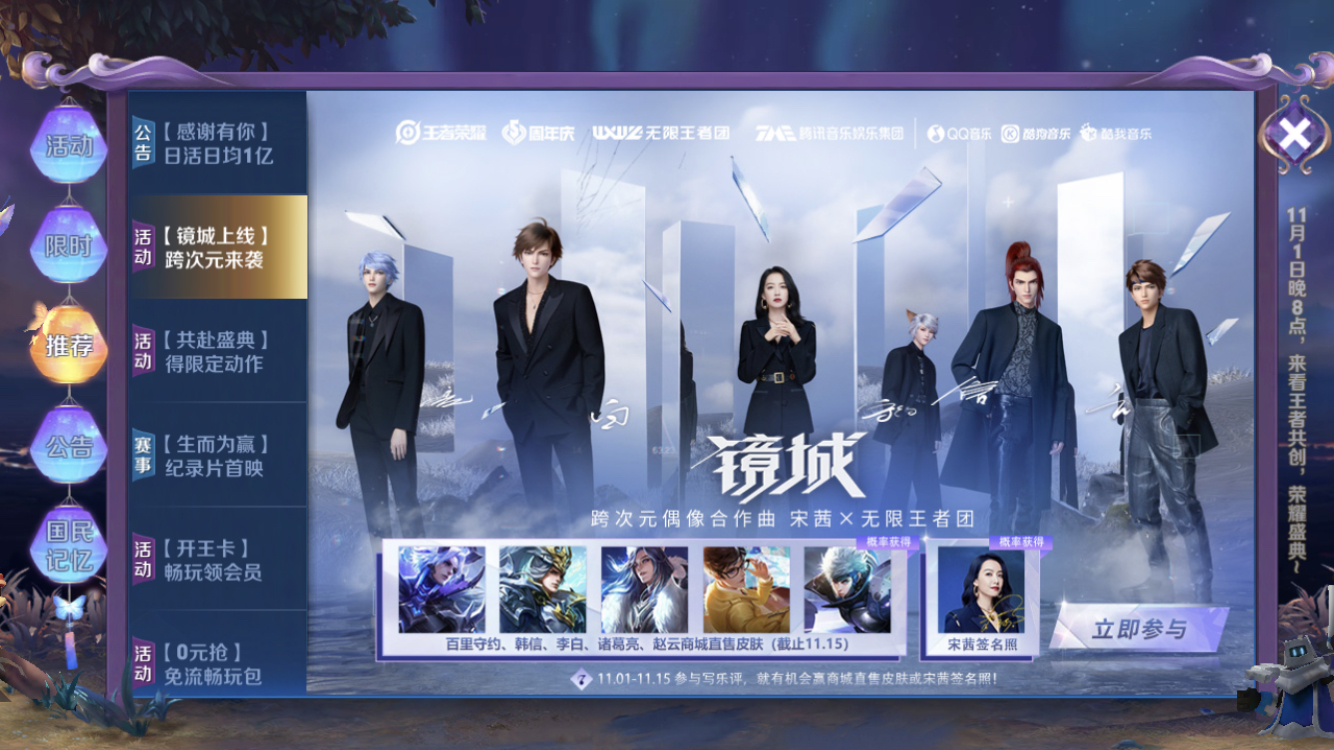 活动
限时
推荐
公告
国民
记忆
公告
【感谢有你】
日活日均1亿
活动
【镜城上线】
跨次元来袭
活动
【共赴盛典】
得限定动作
赛事
【生而为赢】
纪录片首映
活动
【开王卡】
畅玩领会员
活动
【0元抢】
免流畅玩包
王者荣耀 5周年庆 无限王者团 TME腾讯音乐娱乐集团 QQ音乐 酷狗音乐 酷我音乐
镜城
跨次元偶像合作曲 宋茜×无限王者团
概率获得
概率获得
百里守约、韩信、李白、诸葛亮、赵云商城直售皮肤(截止11.15)
宋茜签名照
立即参与
11.01-11.15 参与写乐评,就有机会赢商城直售皮肤或宋茜签名照!
11月1日晚8点,来看王者共创,荣耀盛典~